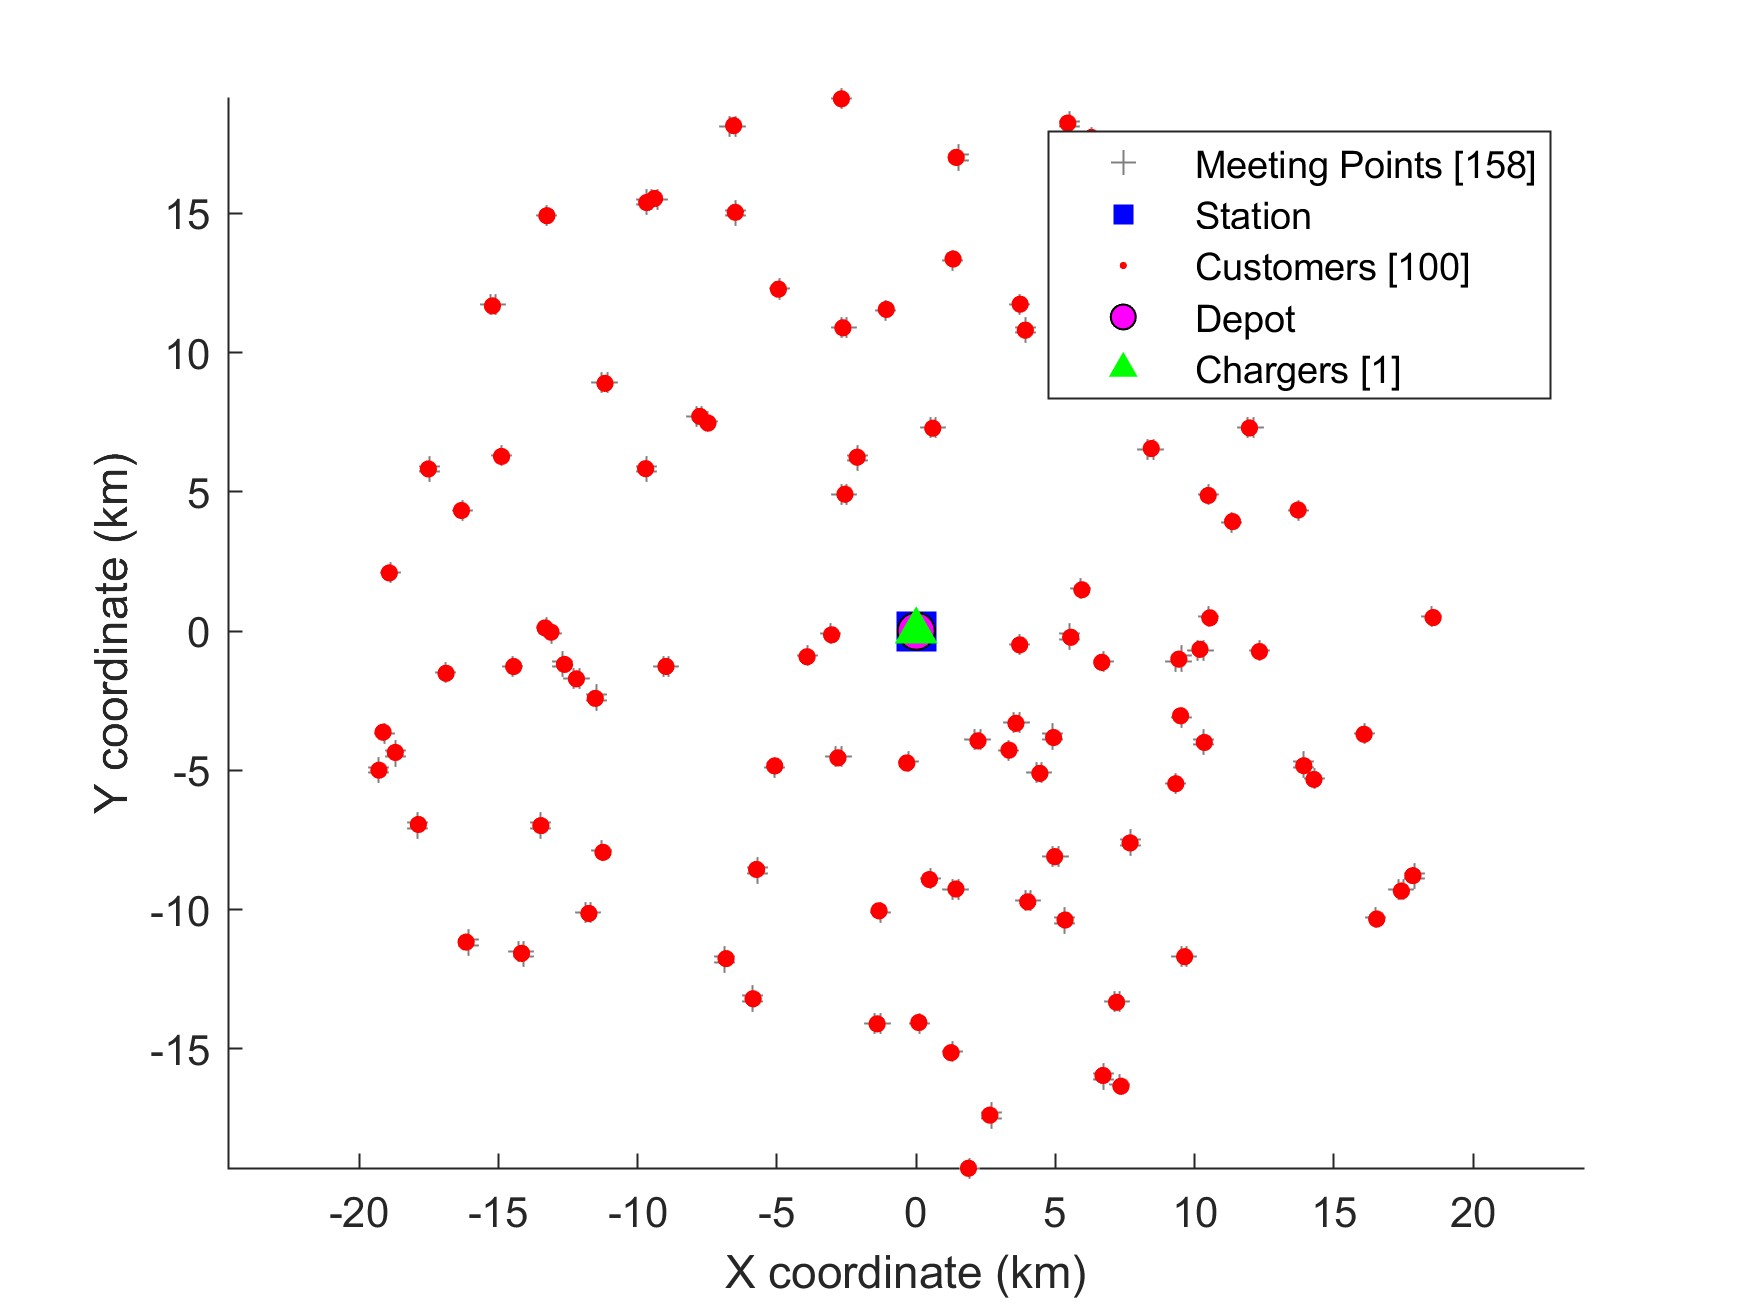 Meeting Points [158]
Station
Customers [100]
Depot
Chargers [1]
15
10
5
0
-5
-10
-15
Y coordinate (km)
-20 -15 -10 -5 0 5 10 15 20
X coordinate (km)